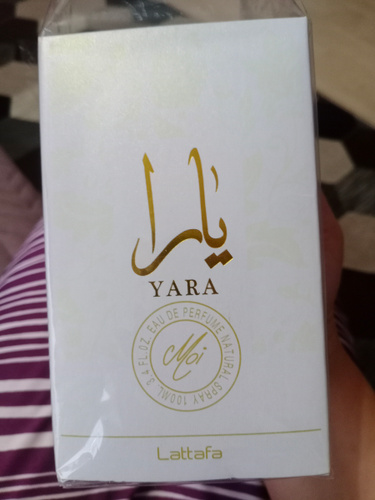 يارا
YARA
EAU DE PERFUME NATURAL SPRAY 100ML 3.4 FL.OZ
Moi
Lattafa